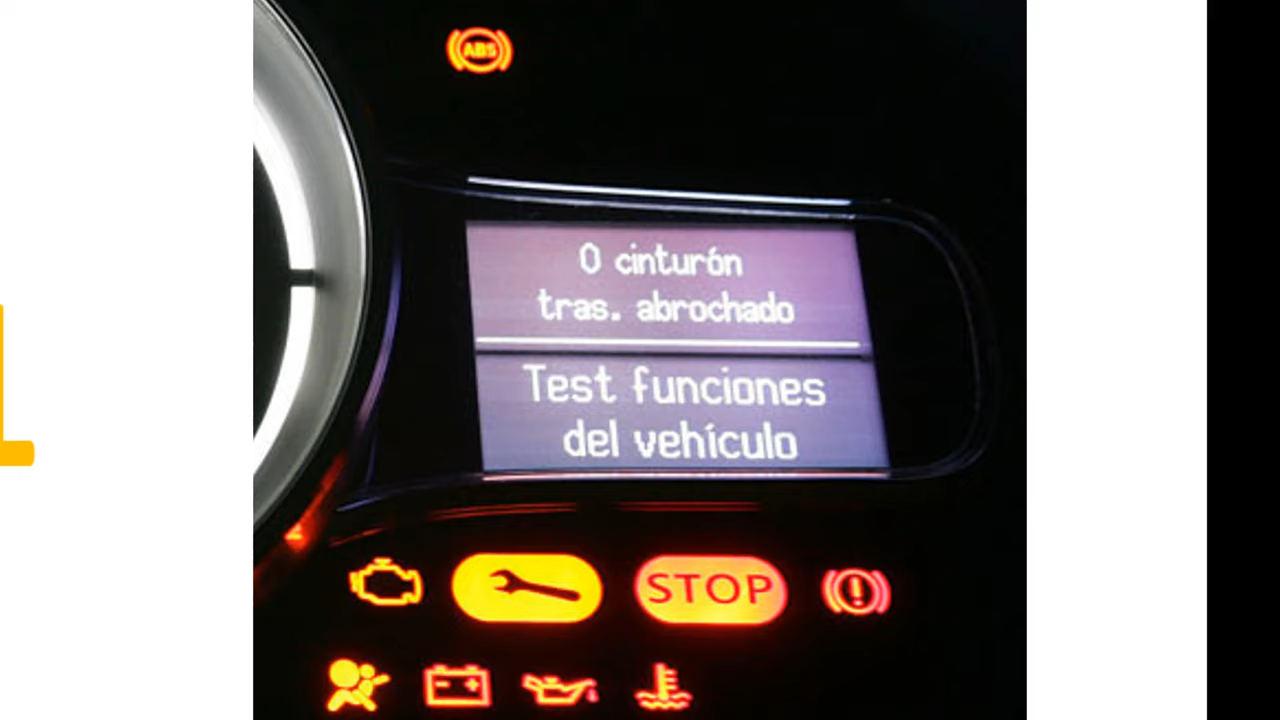 ABS
0 cinturón
tras. abrochado
Test funciones
del vehículo
STOP